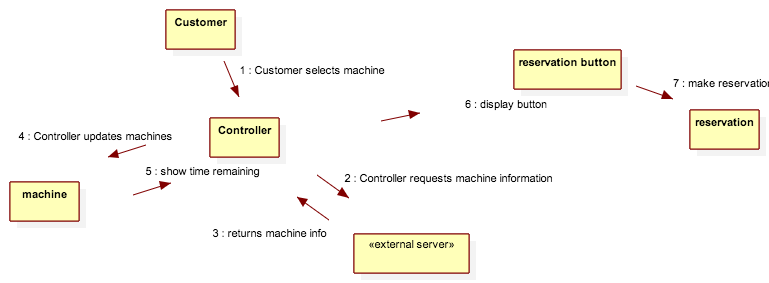 Customer
1 : Customer selects machine
reservation button
7 : make reservation
6 : display button
reservation
Controller
4 : Controller updates machines
5 : show time remaining
2 : Controller requests machine information
machine
3 : returns machine info
«external server»